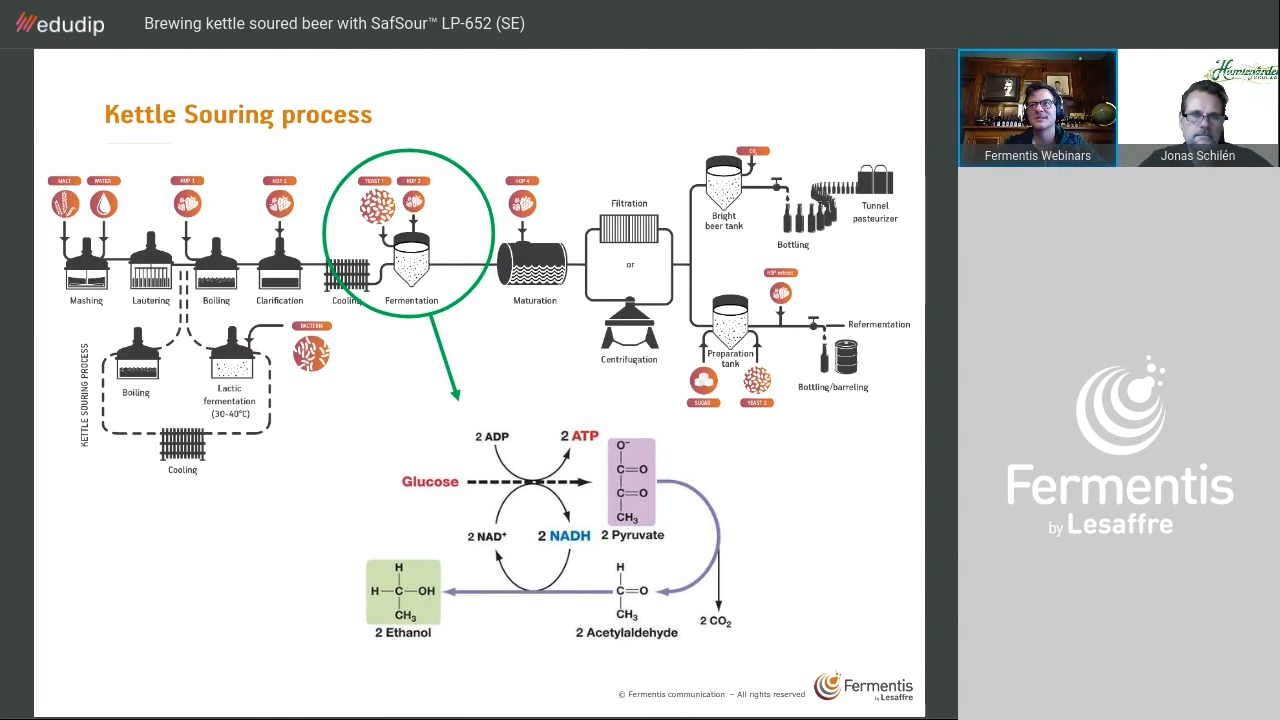 edudip
Brewing kettle soured beer with SafSour™ LP-652 (SE)
Kettle Souring process
MALT
WATER
HOP 1
HOP 2
YEAST 1
HOP 3
HOP 4
Mashing
Lautering
Boiling
Clarification
Cooling
Fermentation
Maturation
Filtration
or
Centrifugation
CO₂
Bright
beer tank
Bottling
Tunnel
pasteurizer
HOP extract
Refermentation
Preparation
tank
SUGAR
YEAST 2
Bottling/barreling
KETTLE SOURING PROCESS
Boiling
BACTERIA
Lactic
fermentation
(30-40°C)
Cooling
2 ADP
2 ATP
Glucose
2 NAD⁺
2 NADH
O⁻
C=O
C=O
CH₃
2 Pyruvate
H
H—C—OH
CH₃
2 Ethanol
H
C=O
CH₃
2 Acetylaldehyde
2 CO₂
© Fermentis communication – All rights reserved
Fermentis
by Lesaffre
Fermentis Webinars
Jonas Schilén
Fermentis
by Lesaffre